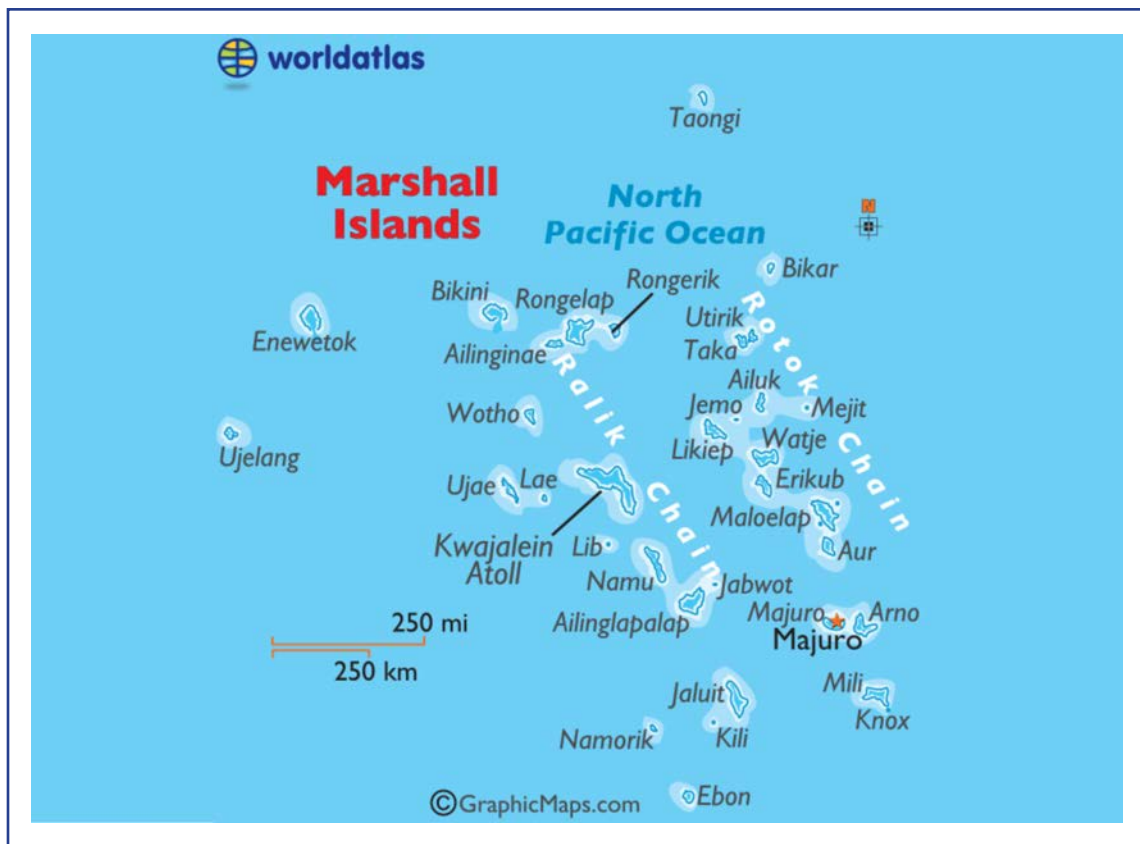 worldatlas
Taongi
Marshall
Islands
North
Pacific Ocean
N
Bikar
Rongerik
Bikini
Rongelap
Utirik
Enewetok
Ailinginae
Taka
Rotok Chain
Ralik Chain
Ailuk
Wotho
Jemo
Mejit
Ujelang
Likiep
Watje
Ujae
Lae
Erikub
Maloelap
Kwajalein
Atoll
Lib
Aur
Namu
Jabwot
Ailinglapalap
Majuro
Arno
Majuro
250 mi
250 km
Jaluit
Mili
Knox
Namorik
Kili
Ebon
©GraphicMaps.com